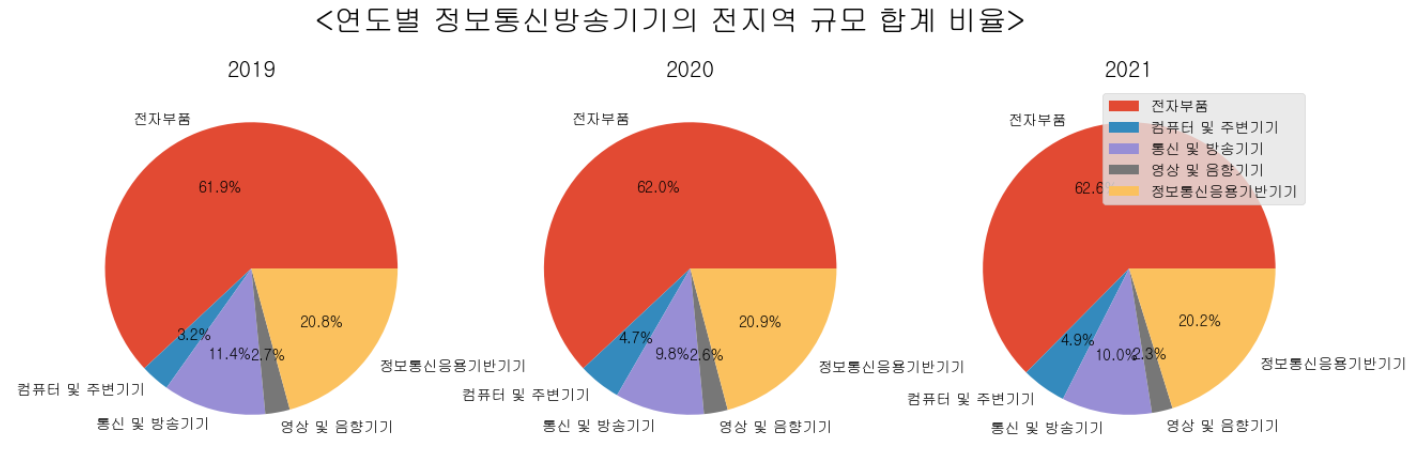 <연도별 정보통신방송기기의 전지역 규모 합계 비율>
2019
전자부품
61.9%
3.2%
11.4%
2.7%
20.8%
컴퓨터 및 주변기기
통신 및 방송기기
영상 및 음향기기
정보통신응용기반기기
2020
전자부품
62.0%
4.7%
9.8%
2.6%
20.9%
컴퓨터 및 주변기기
통신 및 방송기기
영상 및 음향기기
정보통신응용기반기기
2021
전자부품
컴퓨터 및 주변기기
통신 및 방송기기
영상 및 음향기기
정보통신응용기반기기
전자부품
62.6%
4.9%
10.0%
2.3%
20.2%
컴퓨터 및 주변기기
통신 및 방송기기
영상 및 음향기기
정보통신응용기반기기